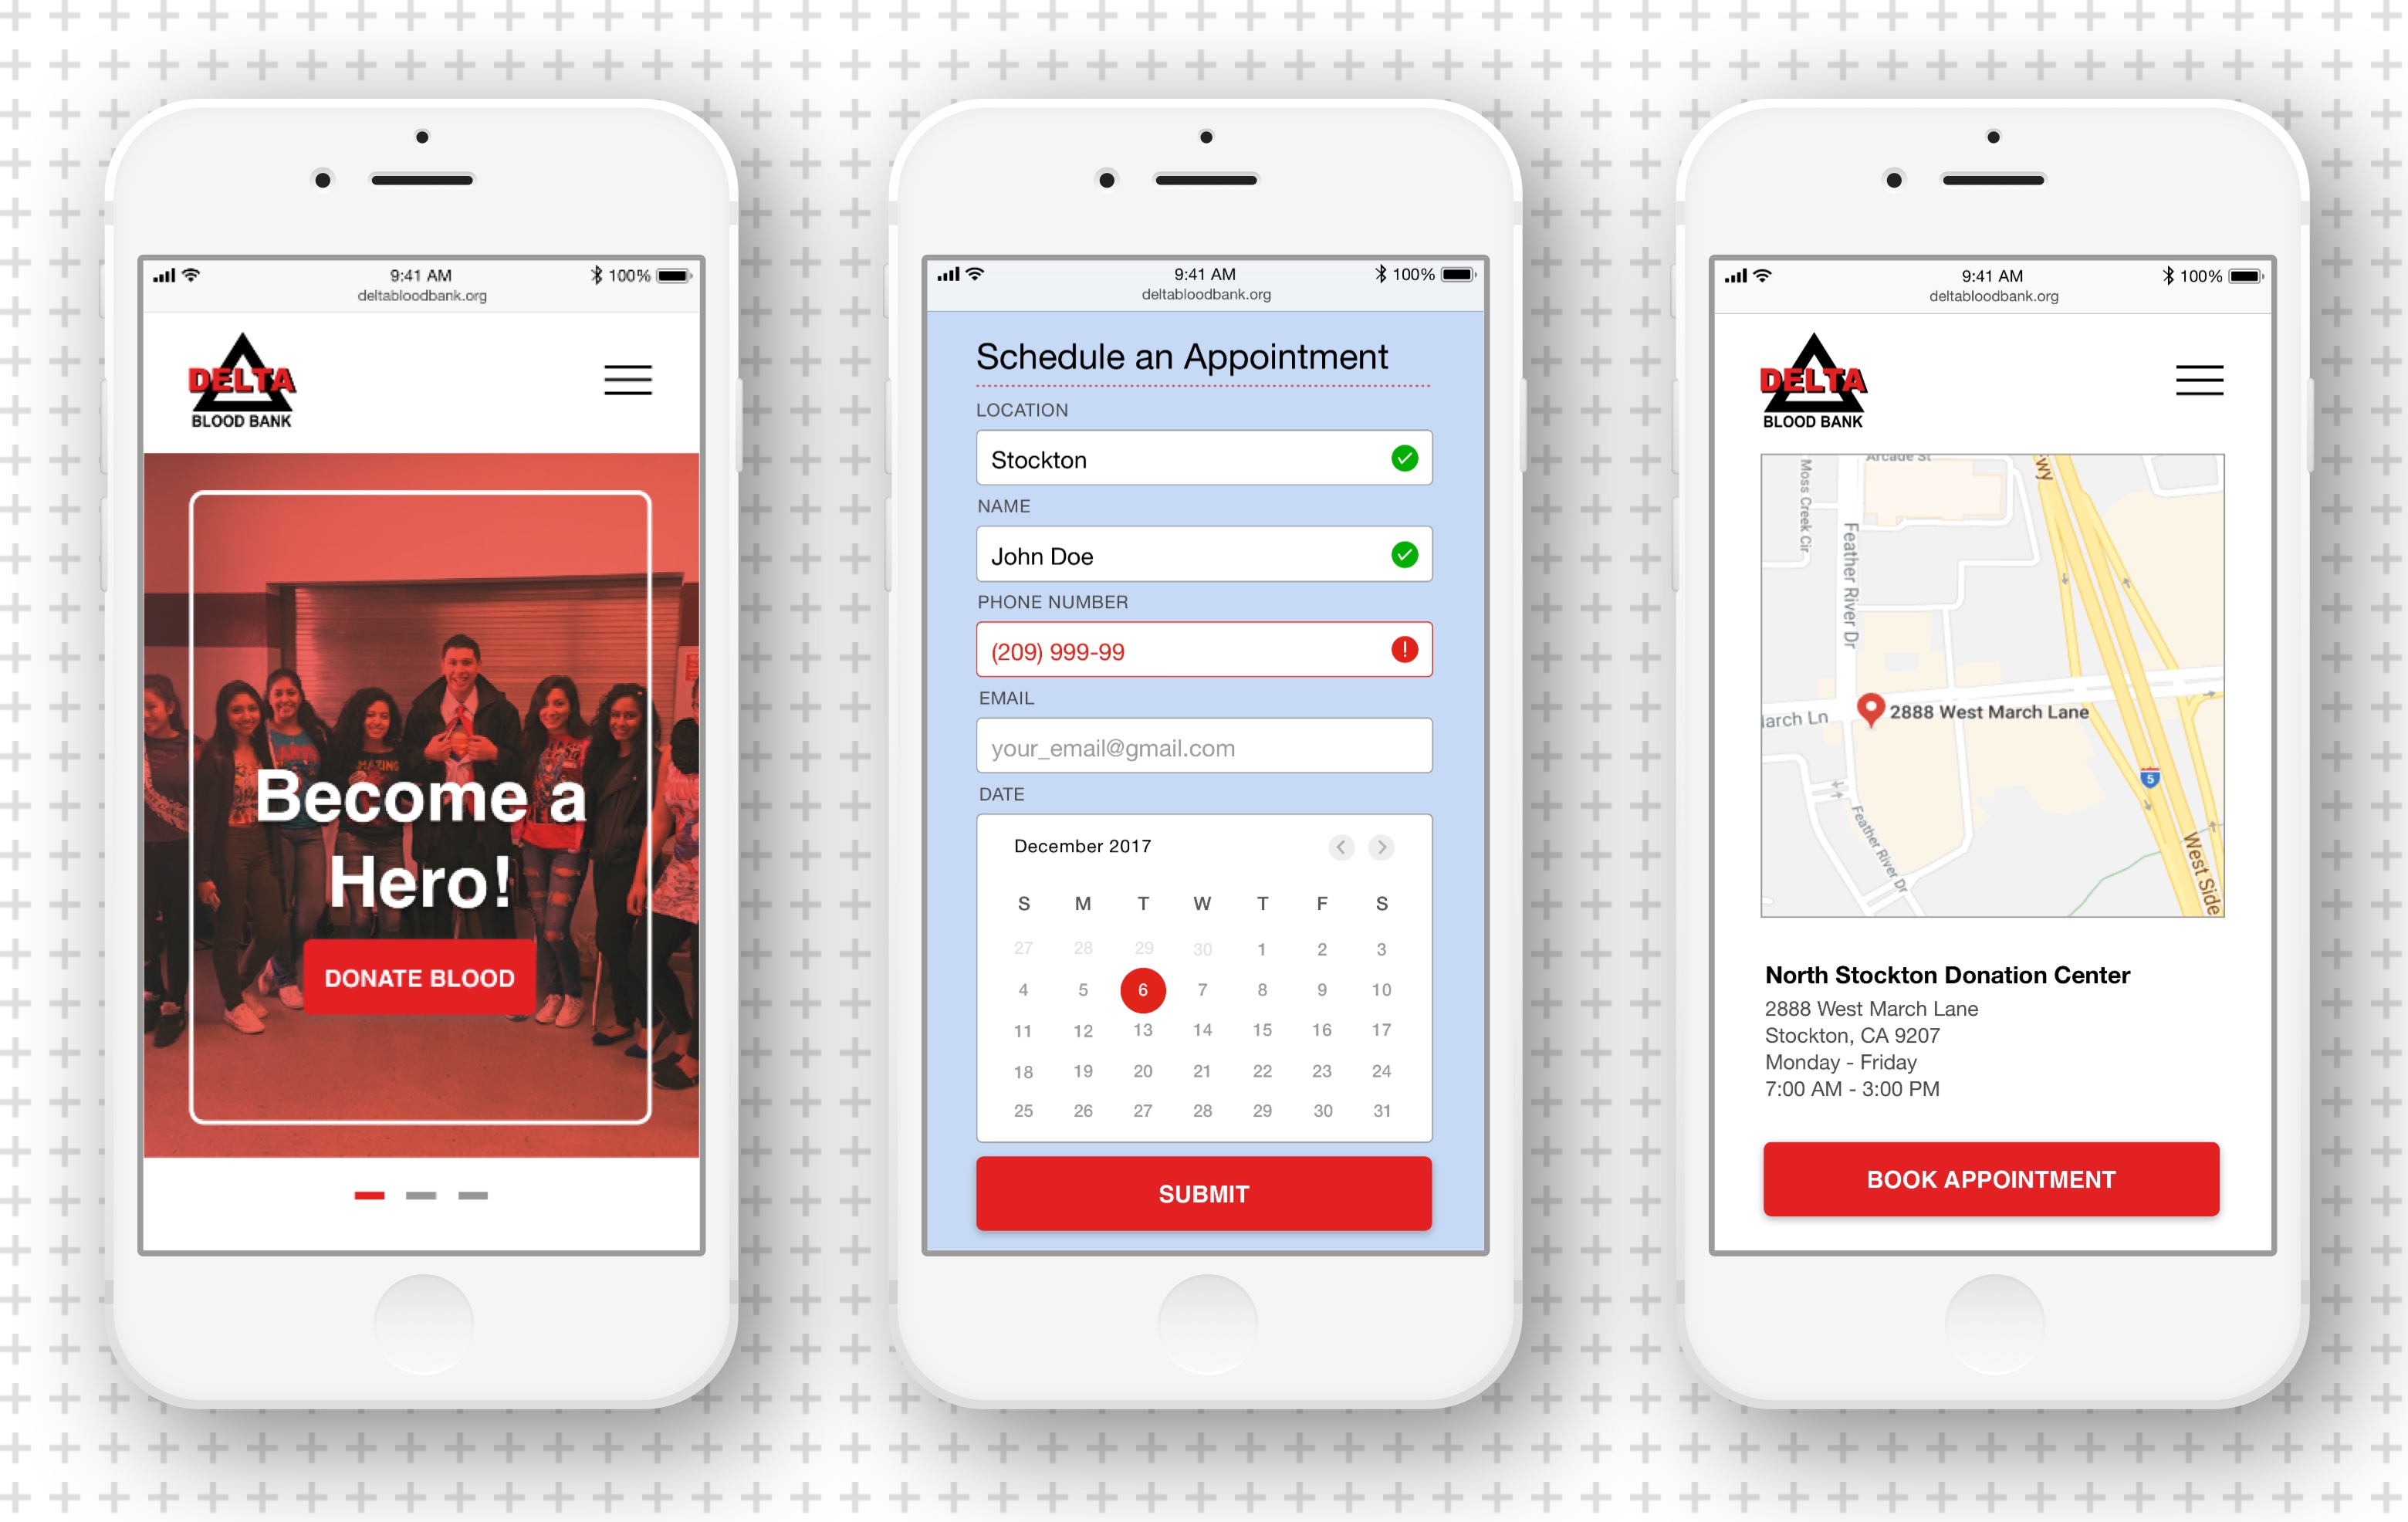 9:41 AM
100%
deltabloodbank.org
DELTA
BLOOD BANK
AMAZING
Become a
Hero!
DONATE BLOOD
9:41 AM
100%
deltabloodbank.org
Schedule an Appointment
LOCATION
Stockton
NAME
John Doe
PHONE NUMBER
(209) 999-99
!
EMAIL
your_email@gmail.com
DATE
December 2017
S M T W T F S
27 28 29 30 1 2 3
4 5 6 7 8 9 10
11 12 13 14 15 16 17
18 19 20 21 22 23 24
25 26 27 28 29 30 31
SUBMIT
9:41 AM
100%
deltabloodbank.org
DELTA
BLOOD BANK
Arcade St
Moss Creek Cir
Feather River Dr
March Ln
2888 West March Lane
5
Feather River Dr
West Side
North Stockton Donation Center
2888 West March Lane
Stockton, CA 9207
Monday - Friday
7:00 AM - 3:00 PM
BOOK APPOINTMENT